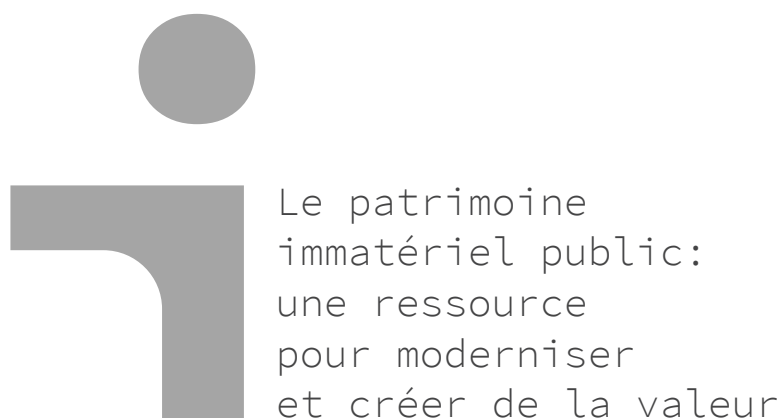 Le patrimoine
immatériel public:
une ressource
pour moderniser
et créer de la valeur